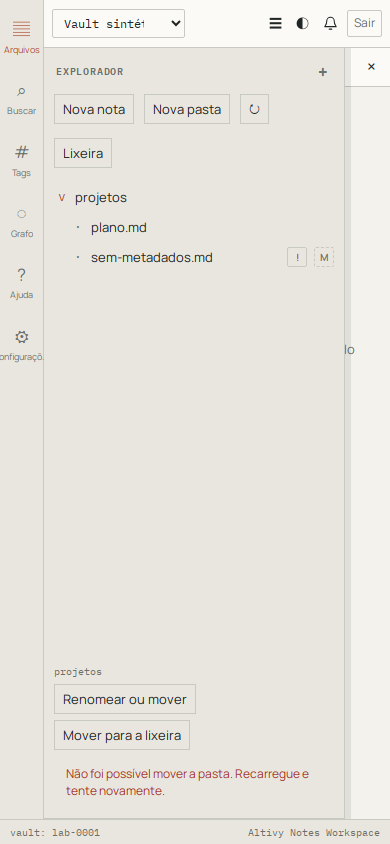 Vault sintét
Sair
Arquivos
EXPLORADOR
+
×
Nova nota
Nova pasta
Buscar
Lixeira
Tags
v projetos
· plano.md
Grafo
· sem-metadados.md
! M
?
Ajuda
onfiguraçõ
lo
projetos
Renomear ou mover
Mover para a lixeira
Não foi possível mover a pasta. Recarregue e
tente novamente.
vault: lab-0001
Altivy Notes Workspace